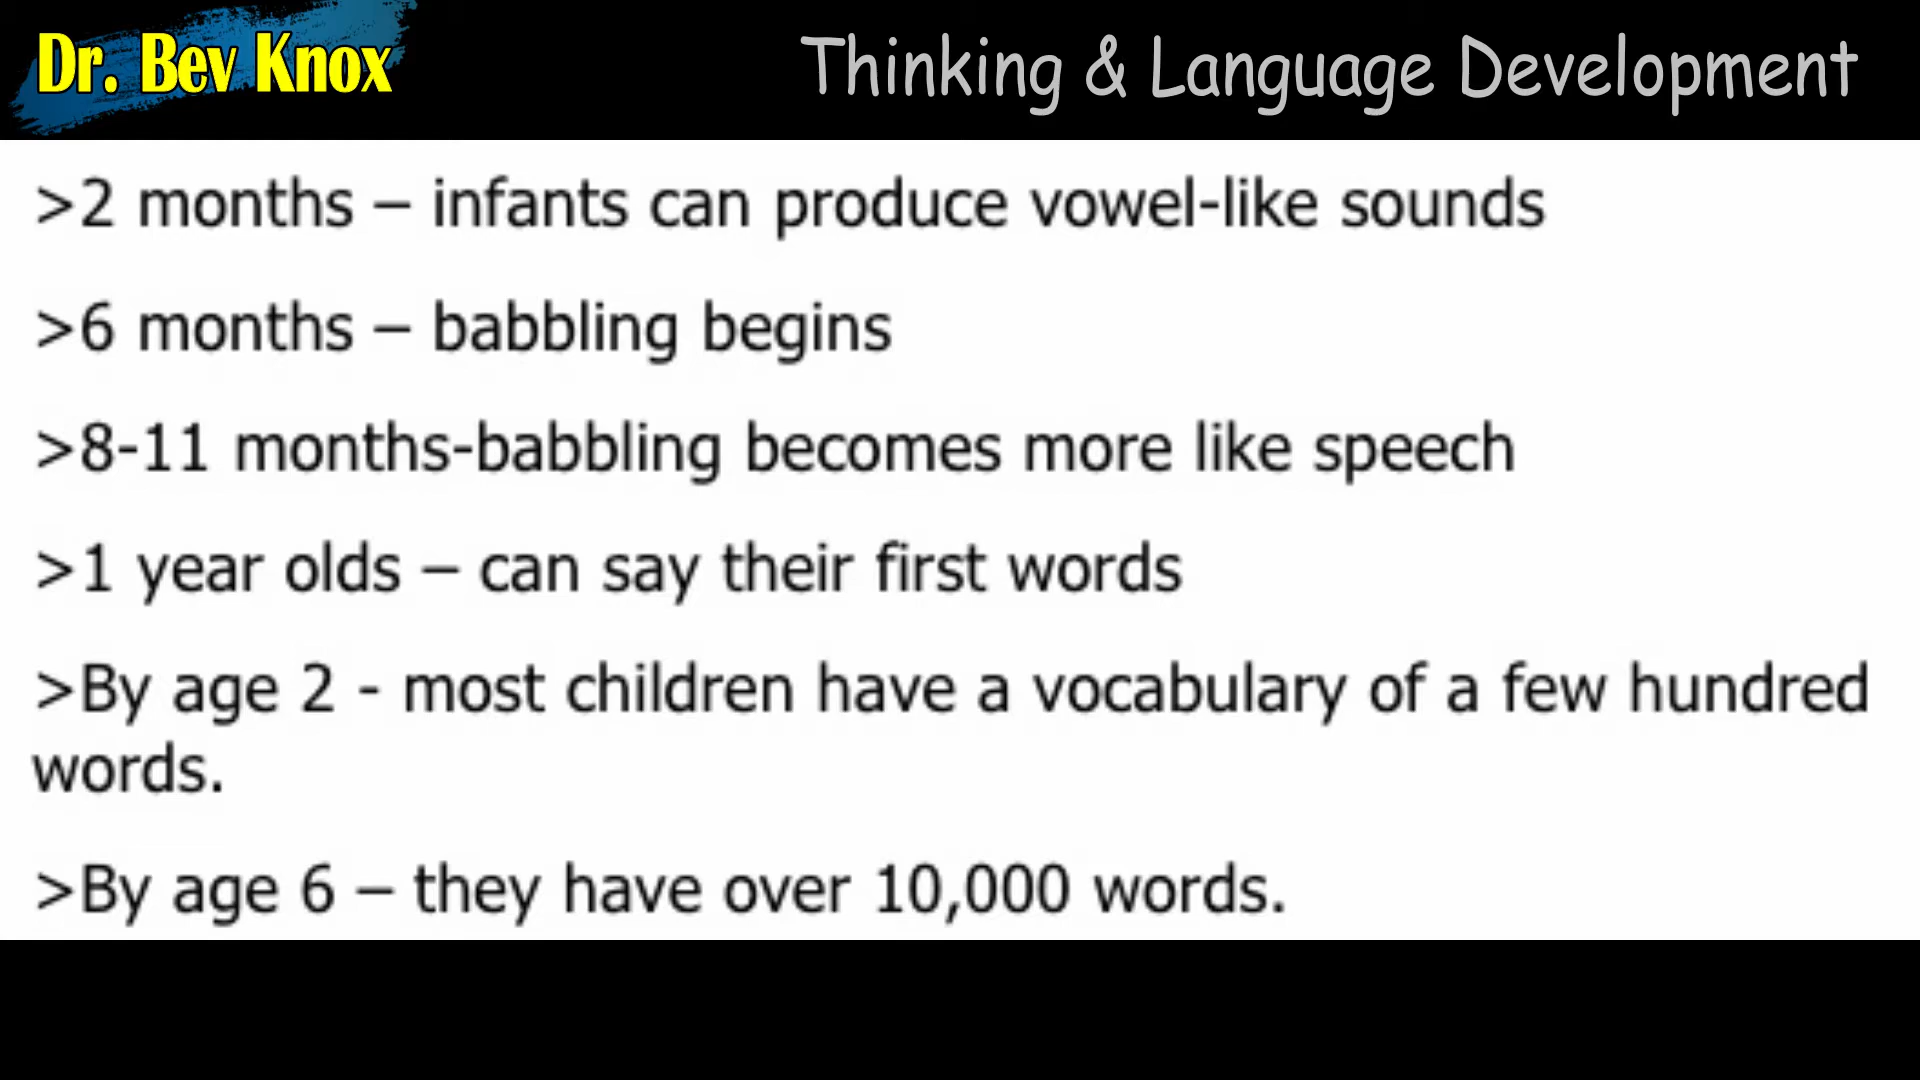 Dr. Bev Knox
Thinking & Language Development
>2 months – infants can produce vowel-like sounds
>6 months – babbling begins
>8-11 months-babbling becomes more like speech
>1 year olds – can say their first words
>By age 2 - most children have a vocabulary of a few hundred
words.
>By age 6 – they have over 10,000 words.